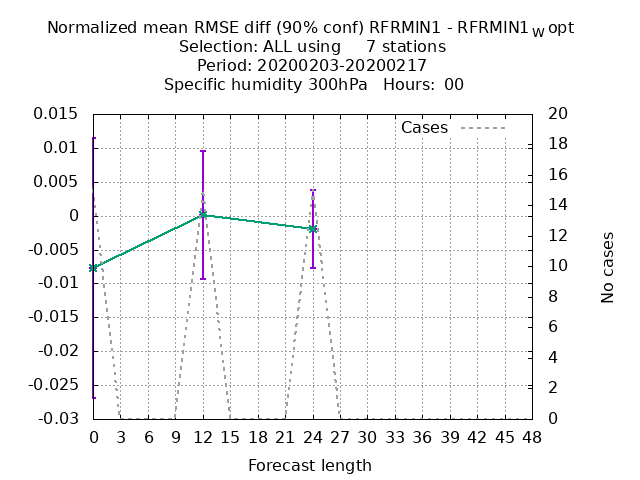 Normalized mean RMSE diff (90% conf) RFRMIN1 - RFRMIN1w opt
Selection: ALL using 7 stations
Period: 20200203-20200217
Specific humidity 300hPa Hours: 00
Cases
0.015
0.01
0.005
0
-0.005
-0.01
-0.015
-0.02
-0.025
-0.03
20
18
16
14
12
10
8
6
4
2
0
No cases
0 3 6 9 12 15 18 21 24 27 30 33 36 39 42 45 48
Forecast length